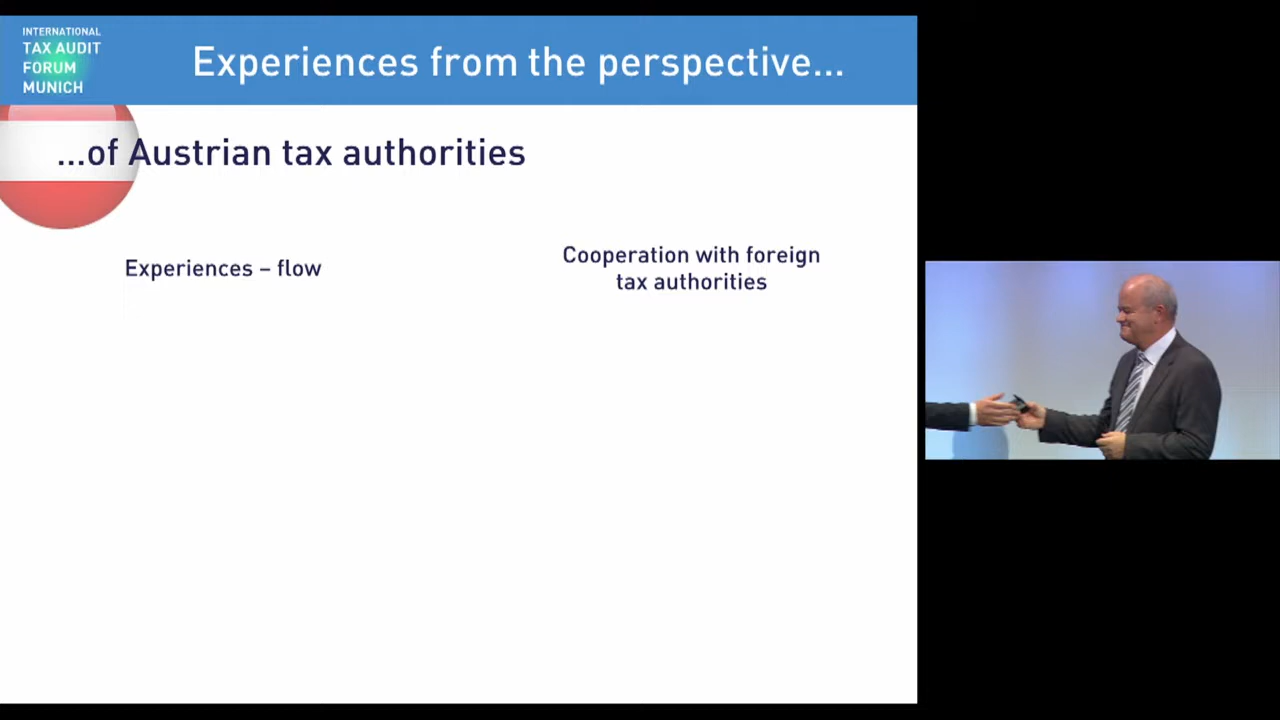 INTERNATIONAL
TAX AUDIT
FORUM
MUNICH
Experiences from the perspective...
...of Austrian tax authorities
Experiences – flow
Cooperation with foreign
tax authorities